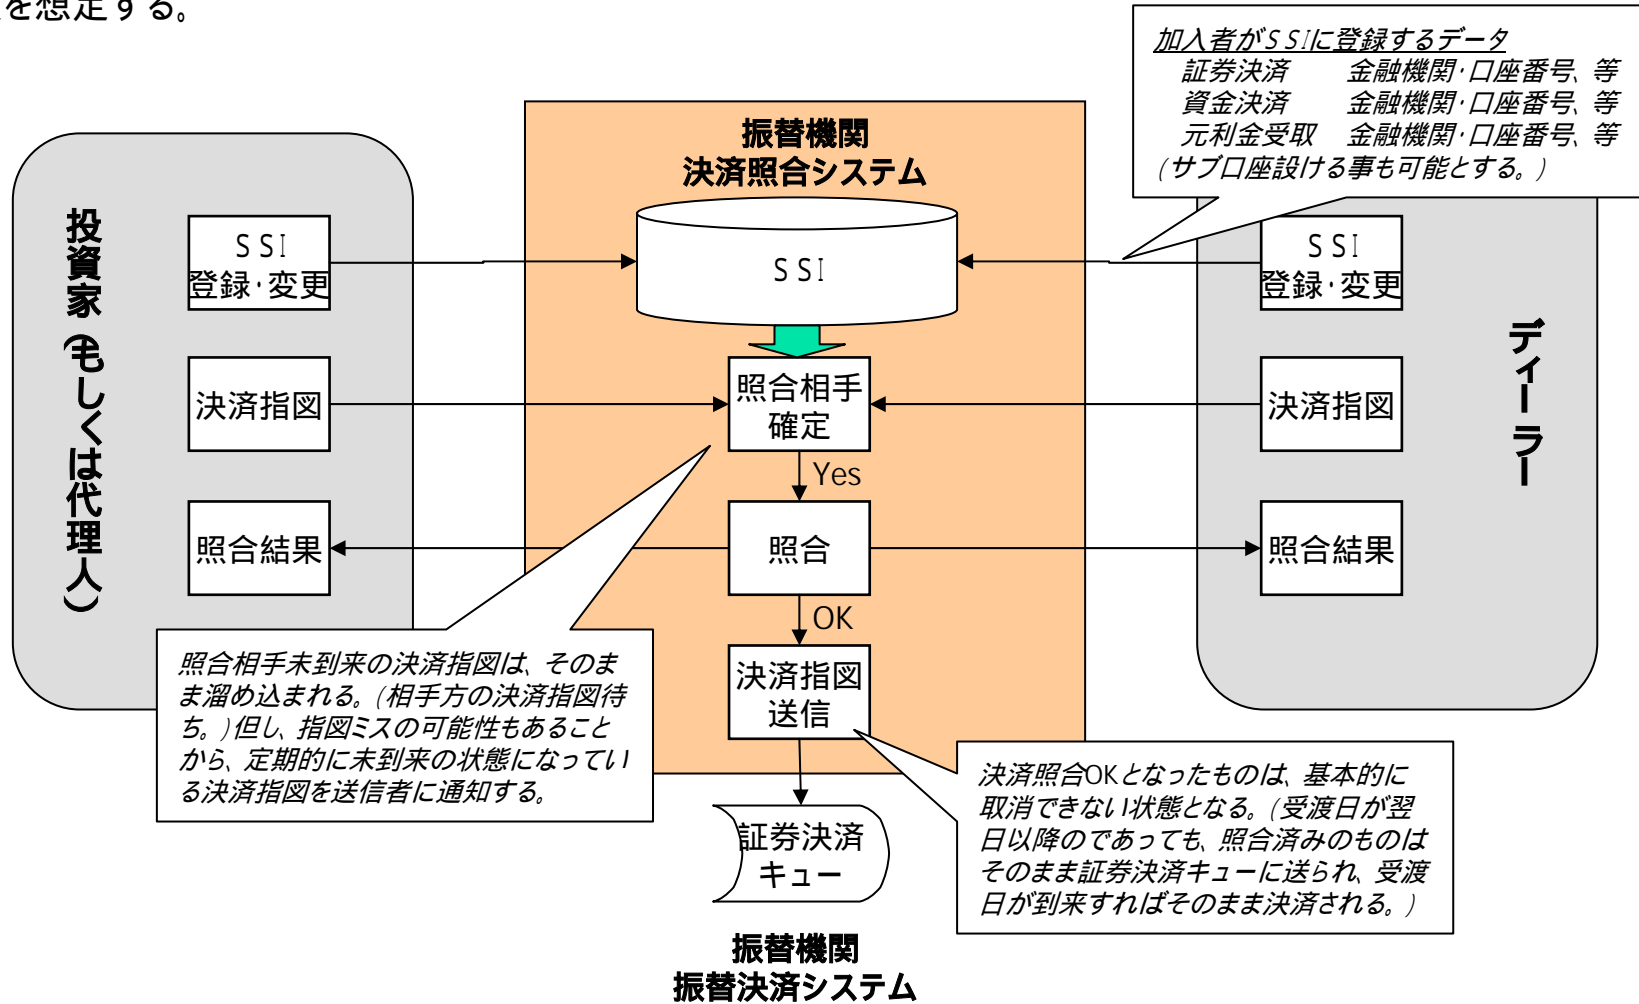 を想定する。
加入者がSSIに登録するデータ
証券決済 金融機関・口座番号、等
資金決済 金融機関・口座番号、等
元利金受取 金融機関・口座番号、等
(サブ口座設ける事も可能とする。)
振替機関
決済照合システム
投資家(もしくは代理人)
SSI
登録・変更
SSI
SSI
登録・変更
ディーラー
決済指図
照合相手
確定
決済指図
Yes
照合結果
照合
照合結果
OK
照合相手未到来の決済指図は、そのま
ま溜め込まれる。(相手方の決済指図待
ち。)但し、指図ミスの可能性もあること
から、定期的に未到来の状態になってい
る決済指図を送信者に通知する。
決済指図
送信
決済照合OKとなったものは、基本的に
取消できない状態となる。(受渡日が翌
日以降のであっても、照合済みのものは
そのまま証券決済キューに送られ、受渡
日が到来すればそのまま決済される。)
証券決済
キュー
振替機関
振替決済システム